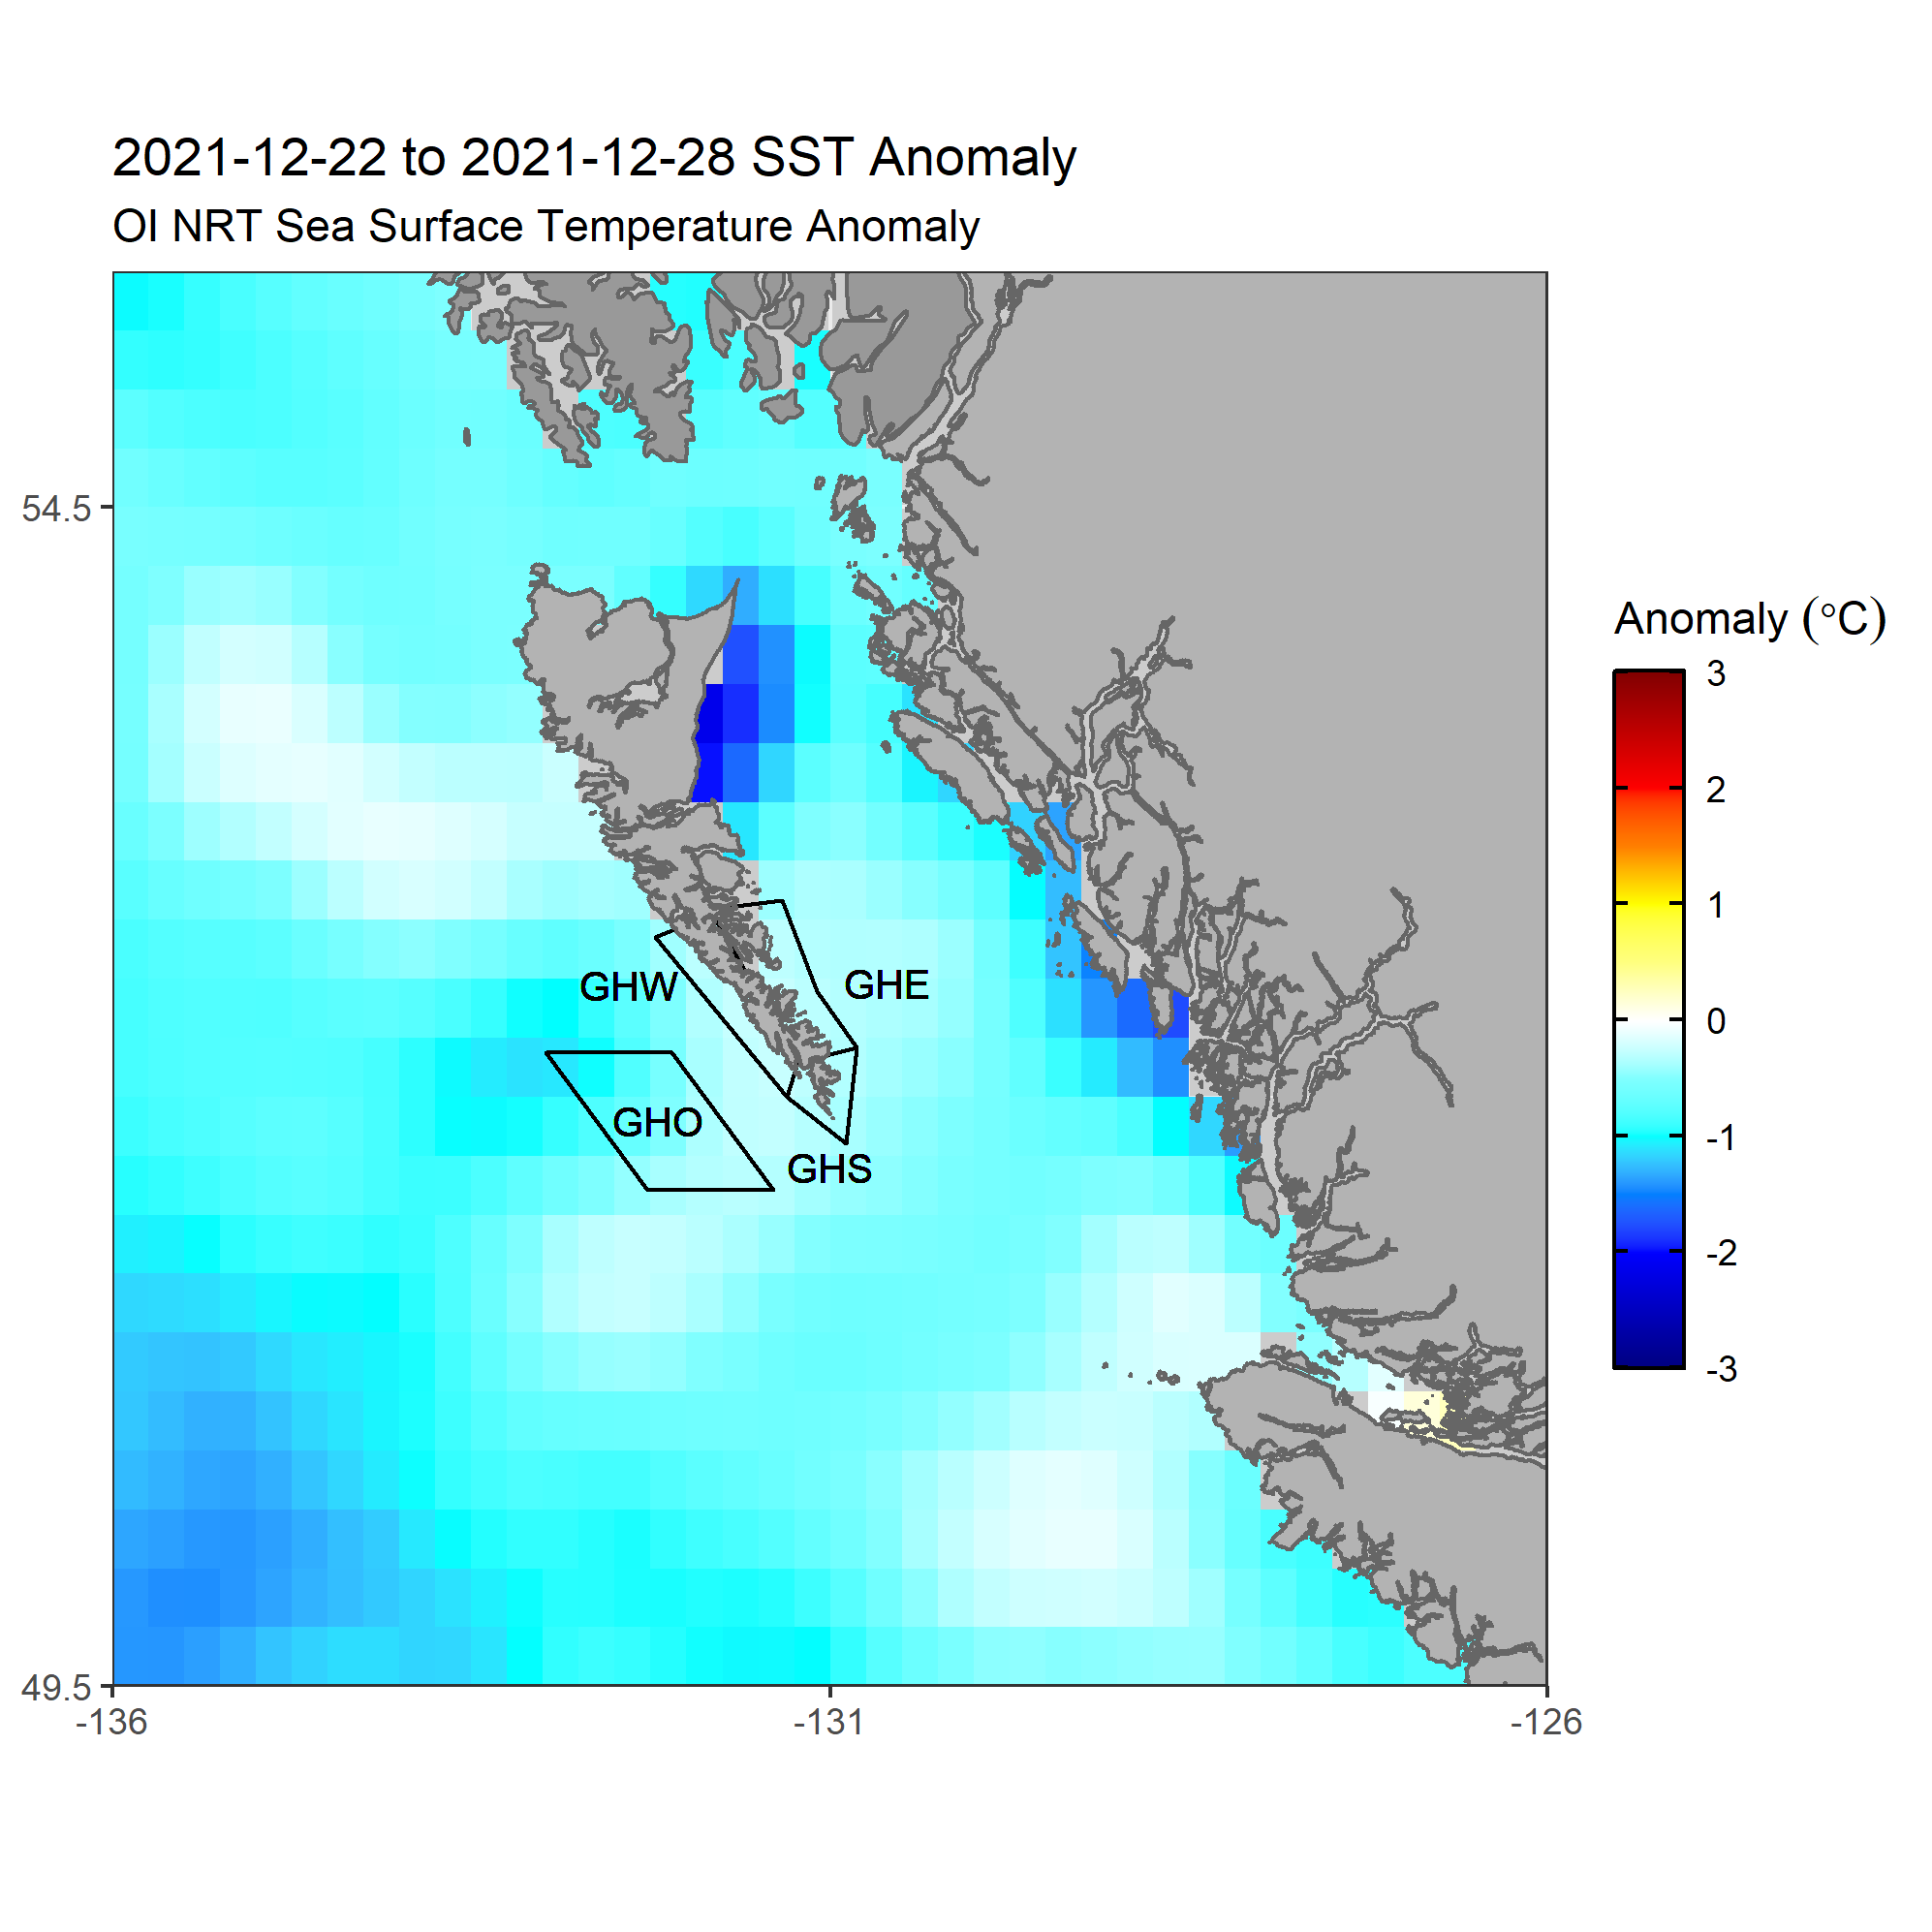 2021-12-22 to 2021-12-28 SST Anomaly
OI NRT Sea Surface Temperature Anomaly
54.5
49.5
-136
-131
-126
GHW
GHE
GHO
GHS
Anomaly (°C)
3
2
1
0
-1
-2
-3